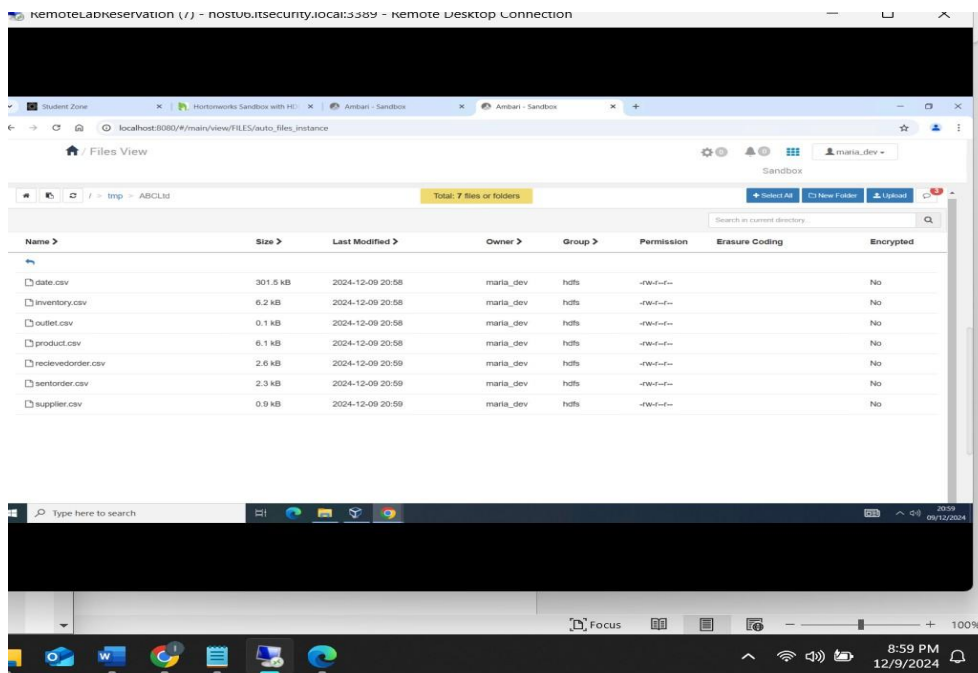 RemoteLabReservation (7) - host06.itsecurity.local:3389 - Remote Desktop Connection
Student Zone Hortonworks Sandbox with HD Ambari - Sandbox Ambari - Sandbox
localhost:8080/#/main/view/FILES/auto_files_instance
/ Files View 0 0 maria_dev
Sandbox
/ > tmp > ABCLtd Total: 7 files or folders + Select All New Folder Upload 3
Search in current directory...
Name > Size > Last Modified > Owner > Group > Permission Erasure Coding Encrypted
date.csv 301.5 kB 2024-12-09 20:58 maria_dev hdfs -rw-r--r-- No
inventory.csv 6.2 kB 2024-12-09 20:58 maria_dev hdfs -rw-r--r-- No
outlet.csv 0.1 kB 2024-12-09 20:58 maria_dev hdfs -rw-r--r-- No
product.csv 6.1 kB 2024-12-09 20:58 maria_dev hdfs -rw-r--r-- No
recievedorder.csv 2.6 kB 2024-12-09 20:59 maria_dev hdfs -rw-r--r-- No
sentorder.csv 2.3 kB 2024-12-09 20:59 maria_dev hdfs -rw-r--r-- No
supplier.csv 0.9 kB 2024-12-09 20:59 maria_dev hdfs -rw-r--r-- No
Type here to search 20:59
09/12/2024
Focus 100%
8:59 PM
12/9/2024